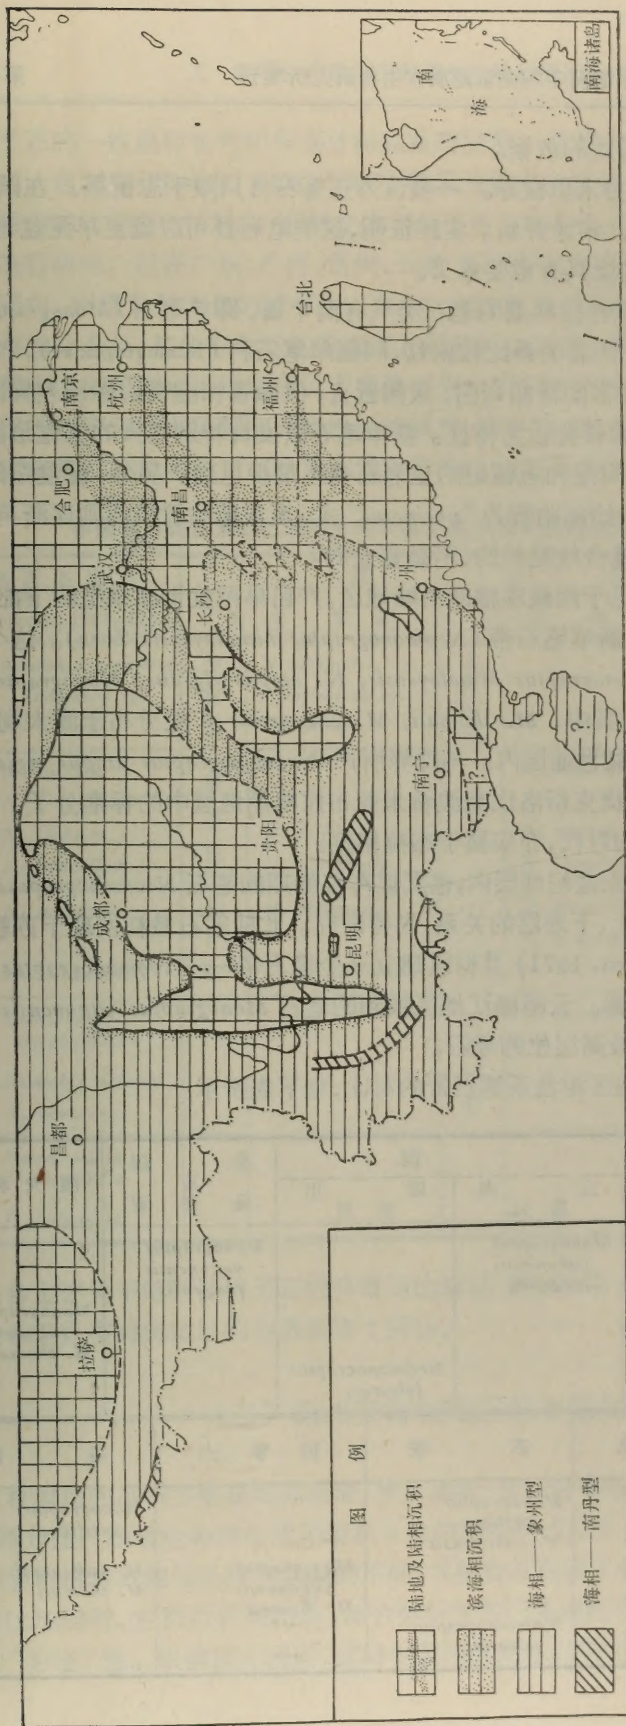 拉萨
昌都
成都
昆明
贵阳
南宁
长沙
武汉
广州
合肥
南昌
南京
杭州
福州
台北
?
?
?
南
海
南海诸岛
图 例
陆地及陆相沉积
滨海相沉积
海相——象州型
海相——南丹型